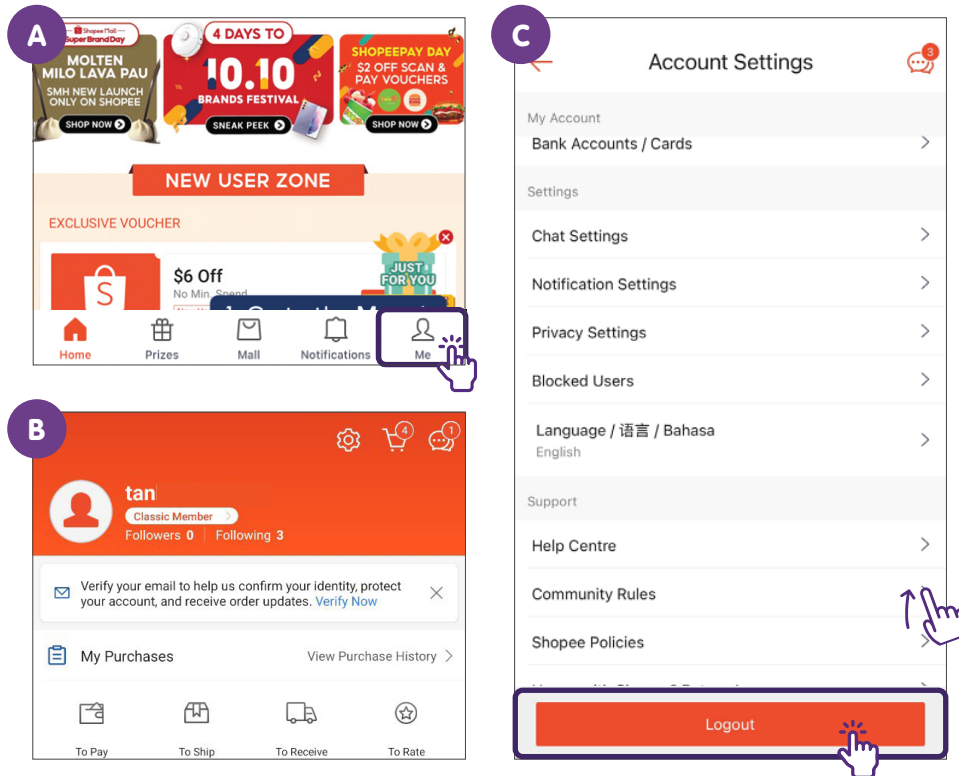 A
Shopee Mall
Super Brand Day
MOLTEN
MILO LAVA PAU
SMH NEW LAUNCH
ONLY ON SHOPEE
SHOP NOW
4 DAYS TO
10.10
BRANDS FESTIVAL
SNEAK PEEK
SHOPEEPAY DAY
$2 OFF SCAN &
PAY VOUCHERS
SHOP NOW
NEW USER ZONE
EXCLUSIVE VOUCHER
S
$6 Off
No Min. Spend
JUST
FOR YOU
Home
Prizes
Mall
Notifications
Me
B
4
1
tan
Classic Member >
Followers 0 | Following 3
Verify your email to help us confirm your identity, protect
your account, and receive order updates. Verify Now
My Purchases
View Purchase History >
To Pay
To Ship
To Receive
To Rate
C
Account Settings
3
My Account
Bank Accounts / Cards
Settings
Chat Settings
Notification Settings
Privacy Settings
Blocked Users
Language / 语言 / Bahasa
English
Support
Help Centre
Community Rules
Shopee Policies
Logout